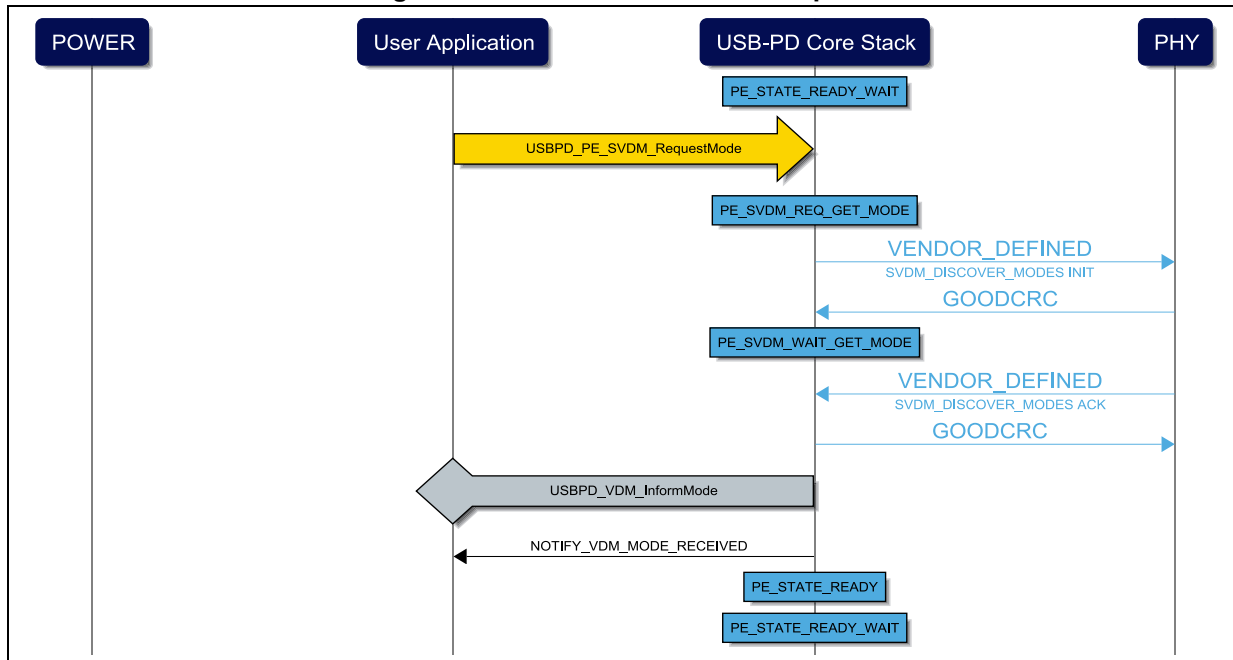 POWER
User Application
USB-PD Core Stack
PHY
PE_STATE_READY_WAIT
USBPD_PE_SVDM_RequestMode
PE_SVDM_REQ_GET_MODE
VENDOR_DEFINED
SVDM_DISCOVER_MODES INIT
GOODCRC
PE_SVDM_WAIT_GET_MODE
VENDOR_DEFINED
SVDM_DISCOVER_MODES ACK
GOODCRC
USBPD_VDM_InformMode
NOTIFY_VDM_MODE_RECEIVED
PE_STATE_READY
PE_STATE_READY_WAIT